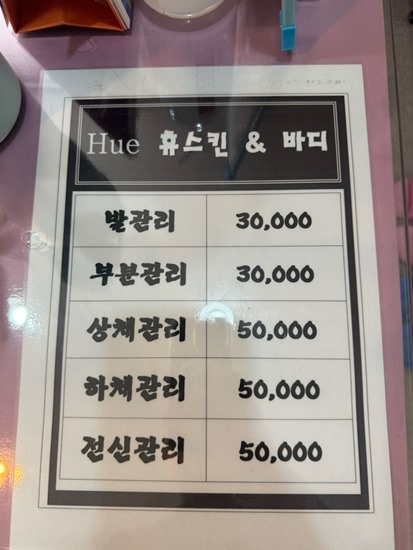 Hue 휴스킨 & 바디
발관리 30,000
부분관리 30,000
상체관리 50,000
하체관리 50,000
전신관리 50,000